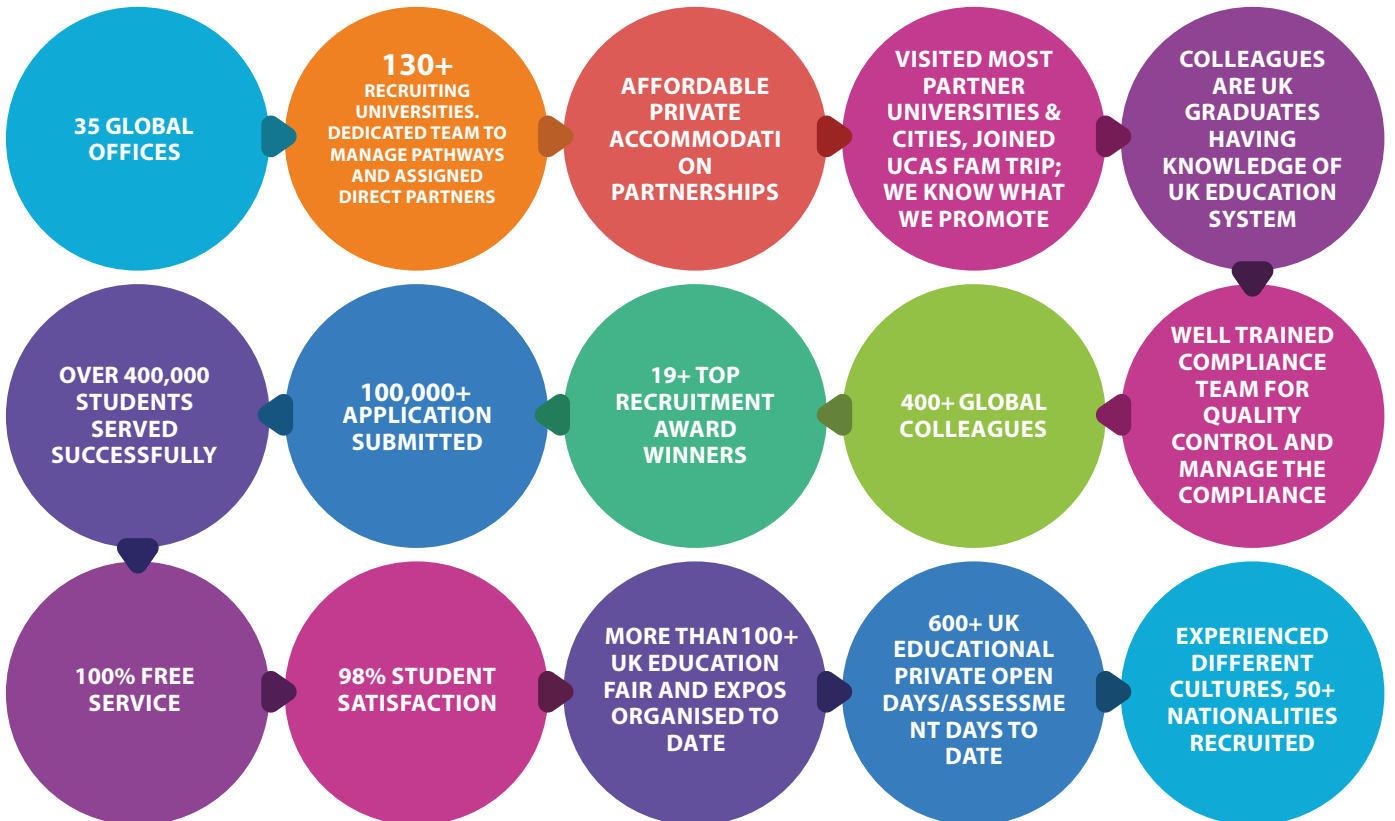 35 GLOBAL
OFFICES
130+
RECRUITING
UNIVERSITIES.
DEDICATED TEAM TO
MANAGE PATHWAYS
AND ASSIGNED
DIRECT PARTNERS
AFFORDABLE
PRIVATE
ACCOMMODATI
ON
PARTNERSHIPS
VISITED MOST
PARTNER
UNIVERSITIES &
CITIES, JOINED
UCAS FAM TRIP;
WE KNOW WHAT
WE PROMOTE
COLLEAGUES
ARE UK
GRADUATES
HAVING
KNOWLEDGE OF
UK EDUCATION
SYSTEM
WELL TRAINED
COMPLIANCE
TEAM FOR
QUALITY
CONTROL AND
MANAGE THE
COMPLIANCE
400+ GLOBAL
COLLEAGUES
19+ TOP
RECRUITMENT
AWARD
WINNERS
100,000+
APPLICATION
SUBMITTED
OVER 400,000
STUDENTS
SERVED
SUCCESSFULLY
100% FREE
SERVICE
98% STUDENT
SATISFACTION
MORE THAN100+
UK EDUCATION
FAIR AND EXPOS
ORGANISED TO
DATE
600+ UK
EDUCATIONAL
PRIVATE OPEN
DAYS/ASSESSME
NT DAYS TO
DATE
EXPERIENCED
DIFFERENT
CULTURES, 50+
NATIONALITIES
RECRUITED